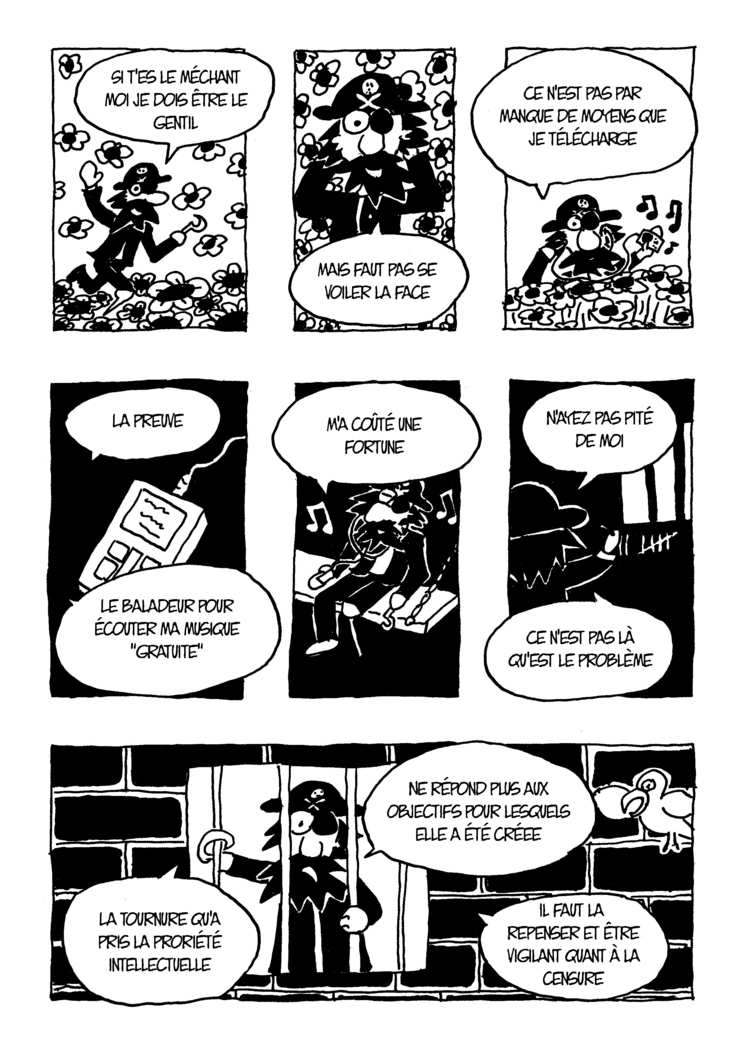 SI T'ES LE MÉCHANT
MOI JE DOIS ÊTRE LE
GENTIL
MAIS FAUT PAS SE
VOILER LA FACE
CE N'EST PAS PAR
MANQUE DE MOYENS QUE
JE TÉLÉCHARGE
LA PREUVE
LE BALADEUR POUR
ÉCOUTER MA MUSIQUE
"GRATUITE"
M'A COÛTÉ UNE
FORTUNE
N'AYEZ PAS PITÉ
DE MOI
CE N'EST PAS LÀ
QU'EST LE PROBLÈME
LA TOURNURE QU'A
PRIS LA PRORIÉTÉ
INTELLECTUELLE
NE RÉPOND PLUS AUX
OBJECTIFS POUR LESQUELS
ELLE A ÉTÉ CRÉEE
IL FAUT LA
REPENSER ET ÊTRE
VIGILANT QUANT À LA
CENSURE